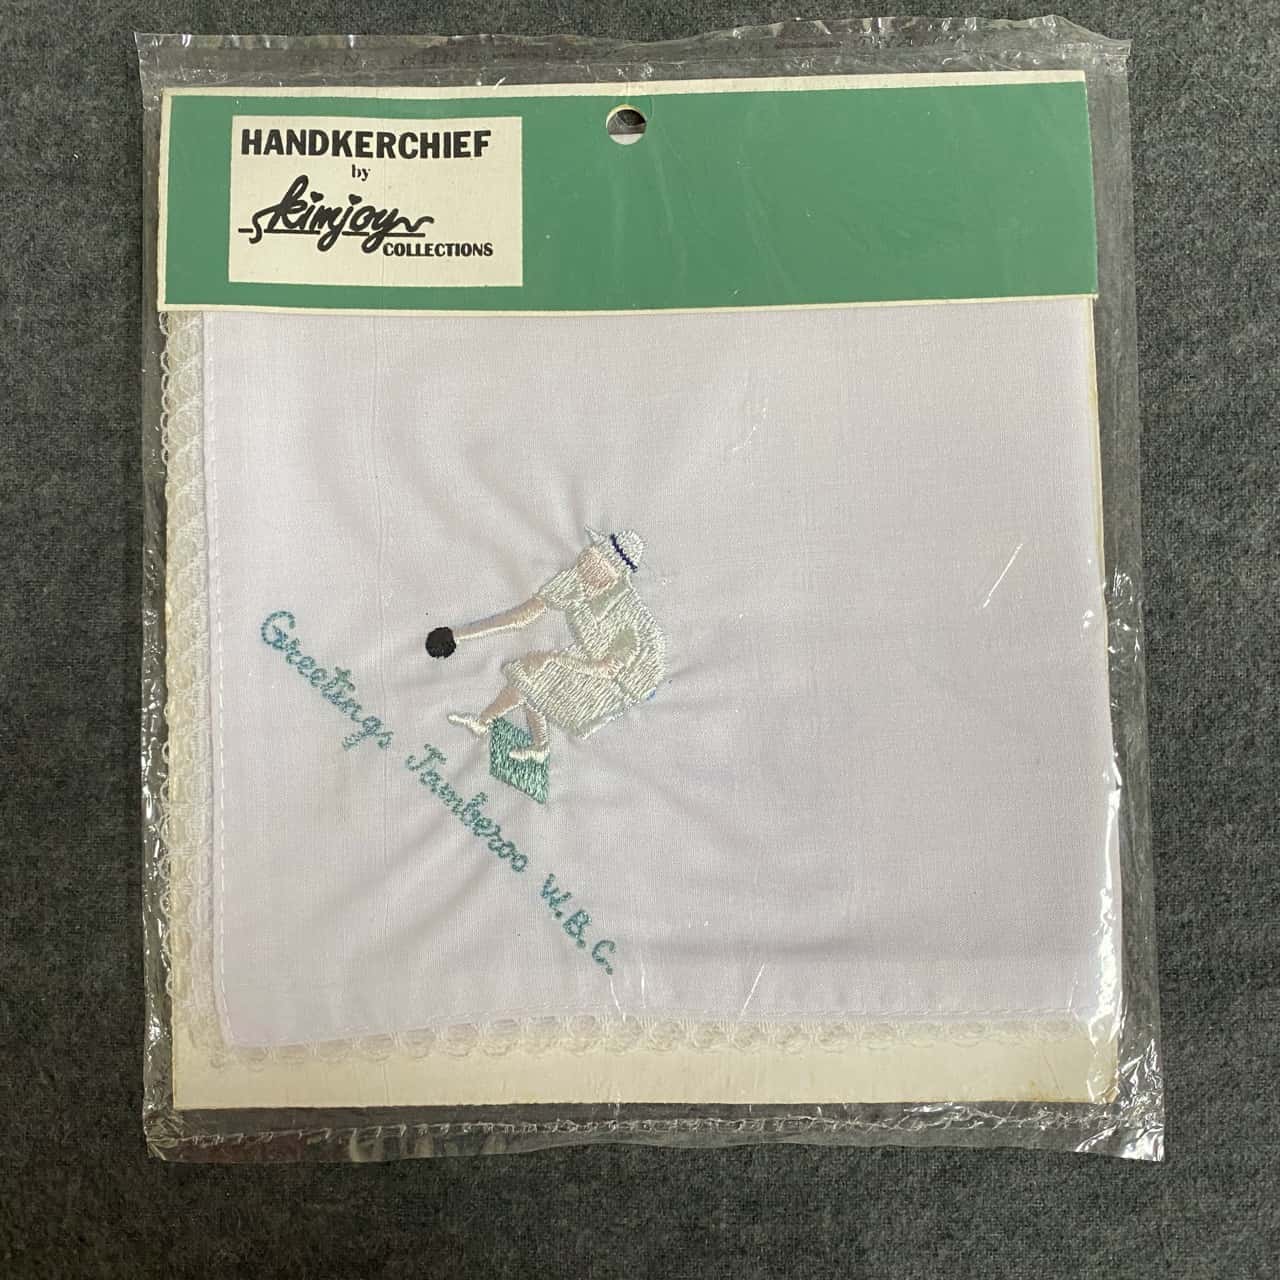 HANDKERCHIEF
by
kimjoy
COLLECTIONS
Greetings Jamberoo W.B.C.